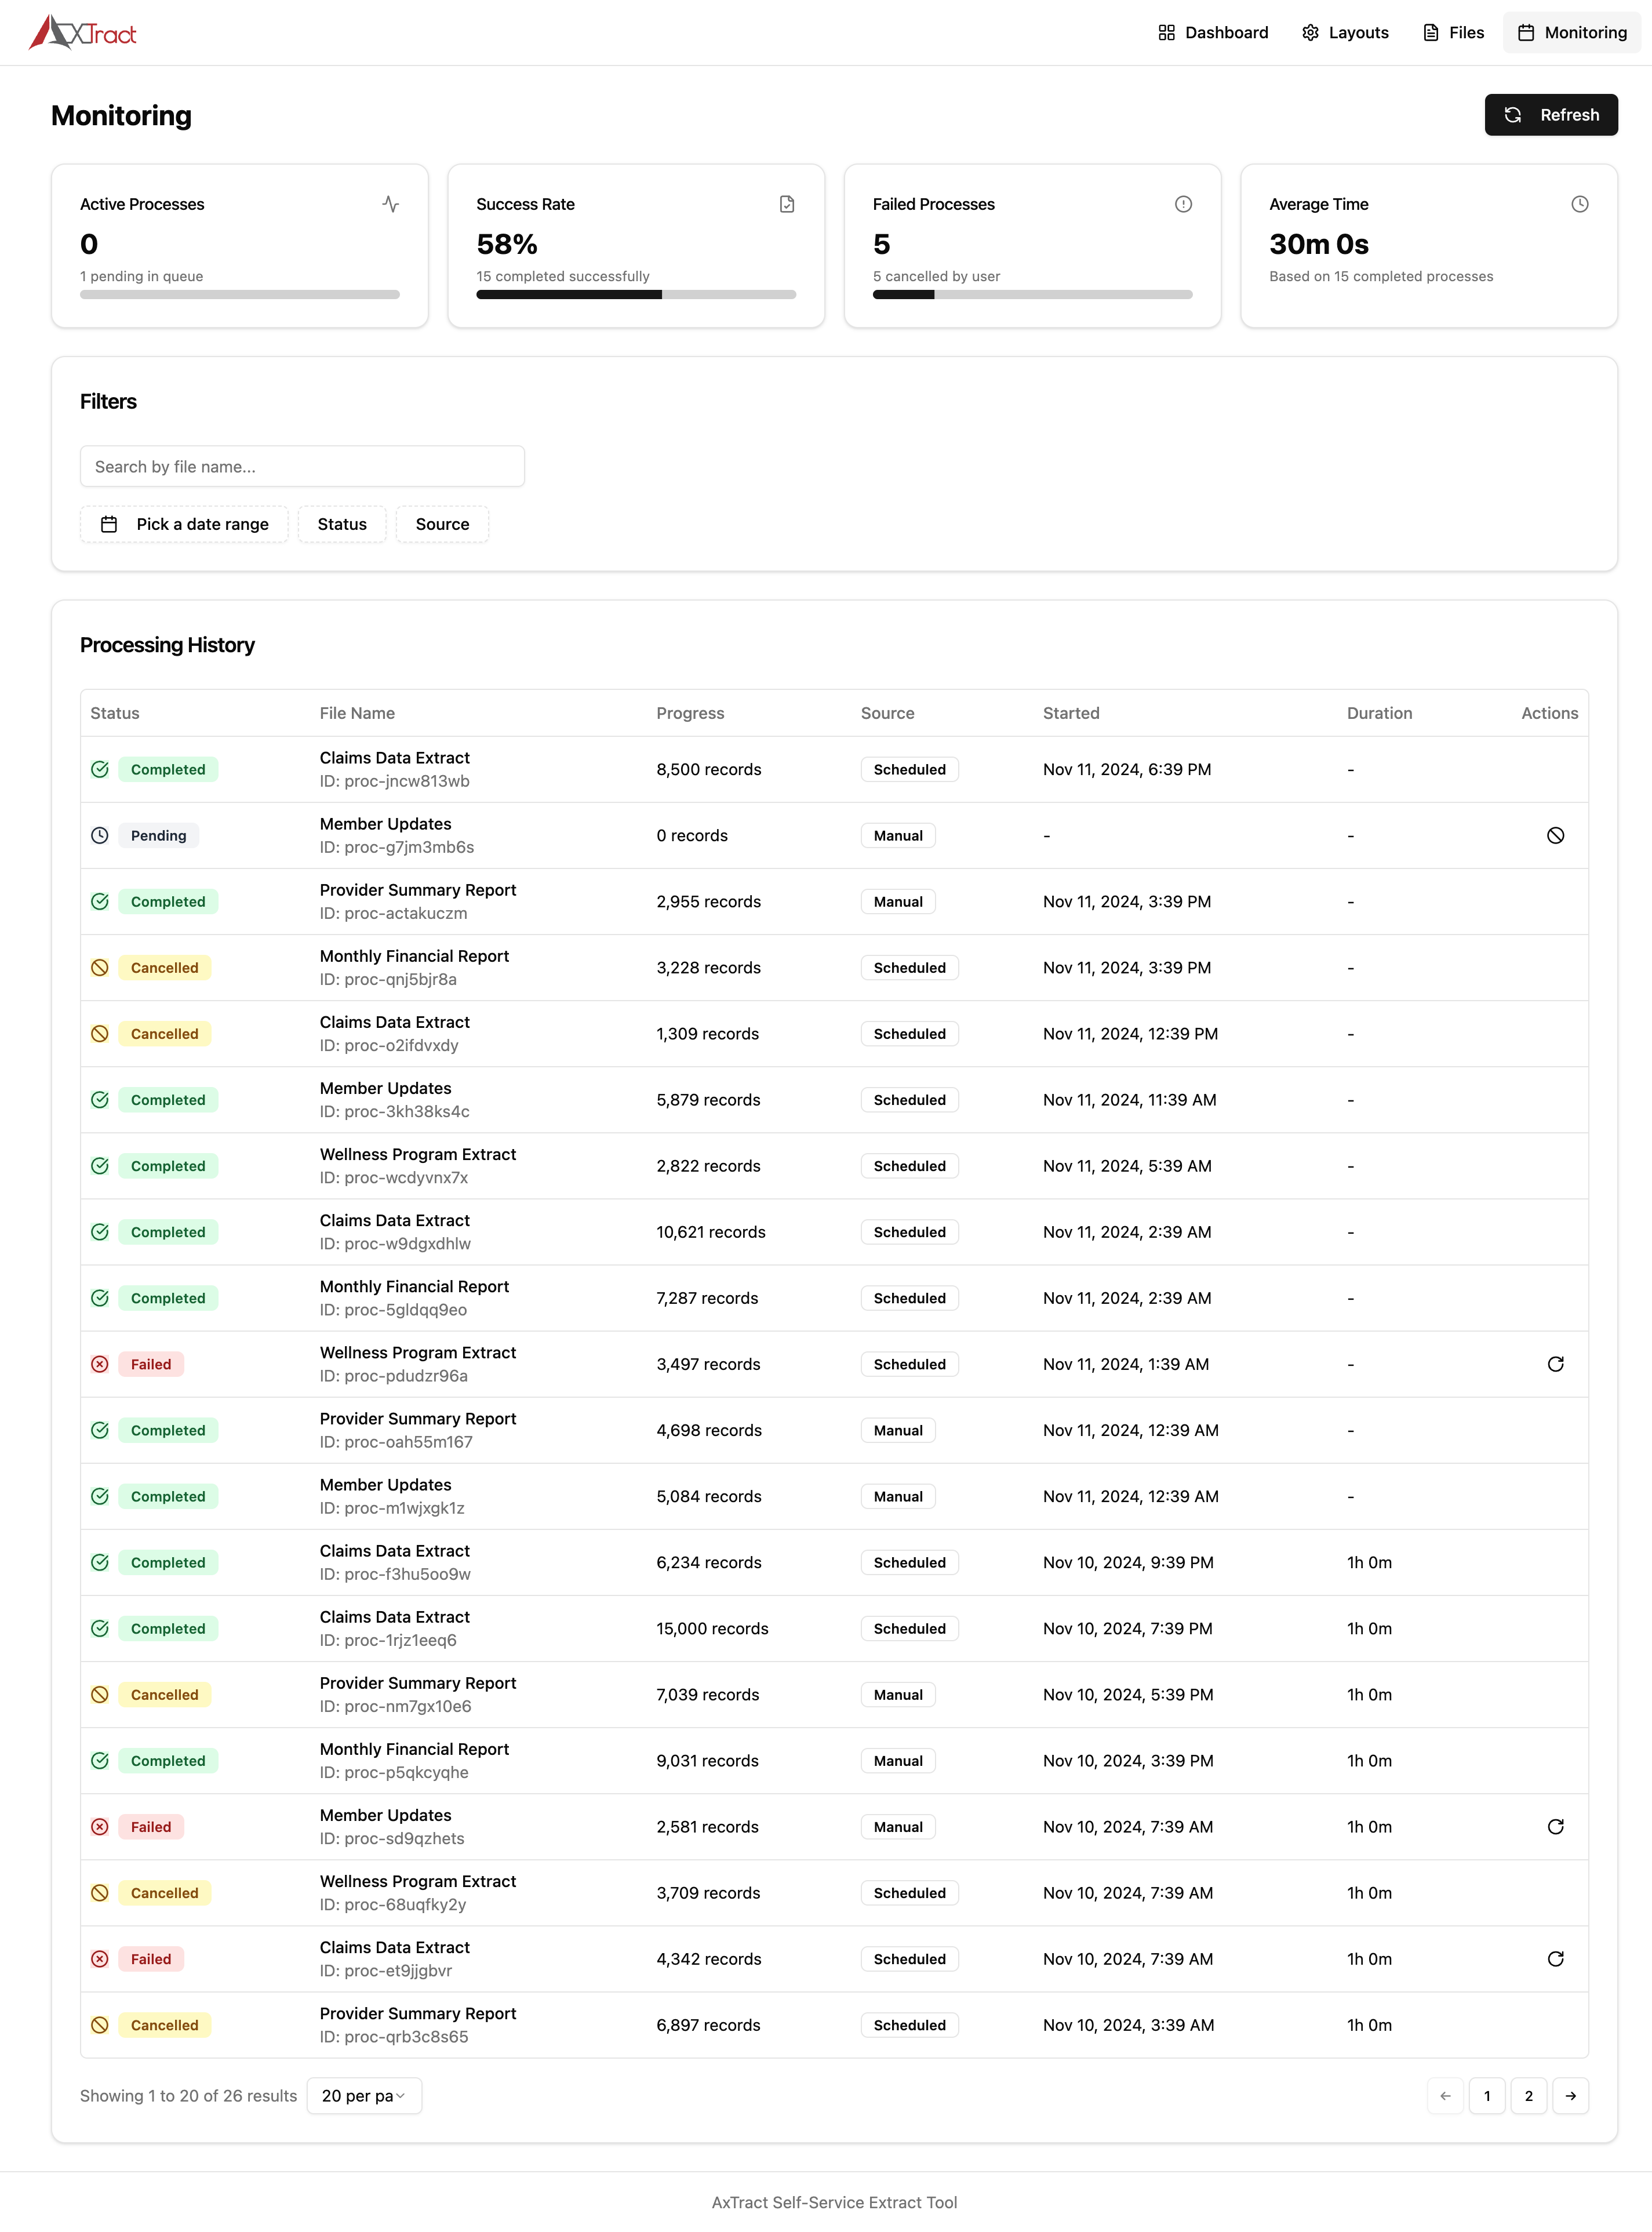 AXTract
Dashboard Layouts Files Monitoring
Monitoring
Refresh
Active Processes
0
1 pending in queue
Success Rate
58%
15 completed successfully
Failed Processes
5
5 cancelled by user
Average Time
30m 0s
Based on 15 completed processes
Filters
Search by file name...
Pick a date range Status Source
Processing History
Status File Name Progress Source Started Duration Actions
Completed Claims Data Extract 8,500 records Scheduled Nov 11, 2024, 6:39 PM -
ID: proc-jncw813wb
Pending Member Updates 0 records Manual - -
ID: proc-g7jm3mb6s
Completed Provider Summary Report 2,955 records Manual Nov 11, 2024, 3:39 PM -
ID: proc-actakuczm
Cancelled Monthly Financial Report 3,228 records Scheduled Nov 11, 2024, 3:39 PM -
ID: proc-qnj5bjr8a
Cancelled Claims Data Extract 1,309 records Scheduled Nov 11, 2024, 12:39 PM -
ID: proc-o2ifdvxdy
Completed Member Updates 5,879 records Scheduled Nov 11, 2024, 11:39 AM -
ID: proc-3kh38ks4c
Completed Wellness Program Extract 2,822 records Scheduled Nov 11, 2024, 5:39 AM -
ID: proc-wcdyvnx7x
Completed Claims Data Extract 10,621 records Scheduled Nov 11, 2024, 2:39 AM -
ID: proc-w9dgxdhlw
Completed Monthly Financial Report 7,287 records Scheduled Nov 11, 2024, 2:39 AM -
ID: proc-5gldqq9eo
Failed Wellness Program Extract 3,497 records Scheduled Nov 11, 2024, 1:39 AM -
ID: proc-pdudzr96a
Completed Provider Summary Report 4,698 records Manual Nov 11, 2024, 12:39 AM -
ID: proc-oah55m167
Completed Member Updates 5,084 records Manual Nov 11, 2024, 12:39 AM -
ID: proc-m1wjxgk1z
Completed Claims Data Extract 6,234 records Scheduled Nov 10, 2024, 9:39 PM 1h 0m
ID: proc-f3hu5oo9w
Completed Claims Data Extract 15,000 records Scheduled Nov 10, 2024, 7:39 PM 1h 0m
ID: proc-1rjz1eeq6
Cancelled Provider Summary Report 7,039 records Manual Nov 10, 2024, 5:39 PM 1h 0m
ID: proc-nm7gx10e6
Completed Monthly Financial Report 9,031 records Manual Nov 10, 2024, 3:39 PM 1h 0m
ID: proc-p5qkcyqhe
Failed Member Updates 2,581 records Manual Nov 10, 2024, 7:39 AM 1h 0m
ID: proc-sd9qzhets
Cancelled Wellness Program Extract 3,709 records Scheduled Nov 10, 2024, 7:39 AM 1h 0m
ID: proc-68uqfky2y
Failed Claims Data Extract 4,342 records Scheduled Nov 10, 2024, 7:39 AM 1h 0m
ID: proc-et9jjgbvr
Cancelled Provider Summary Report 6,897 records Scheduled Nov 10, 2024, 3:39 AM 1h 0m
ID: proc-qrb3c8s65
Showing 1 to 20 of 26 results 20 per pa 1 2
AxTract Self-Service Extract Tool